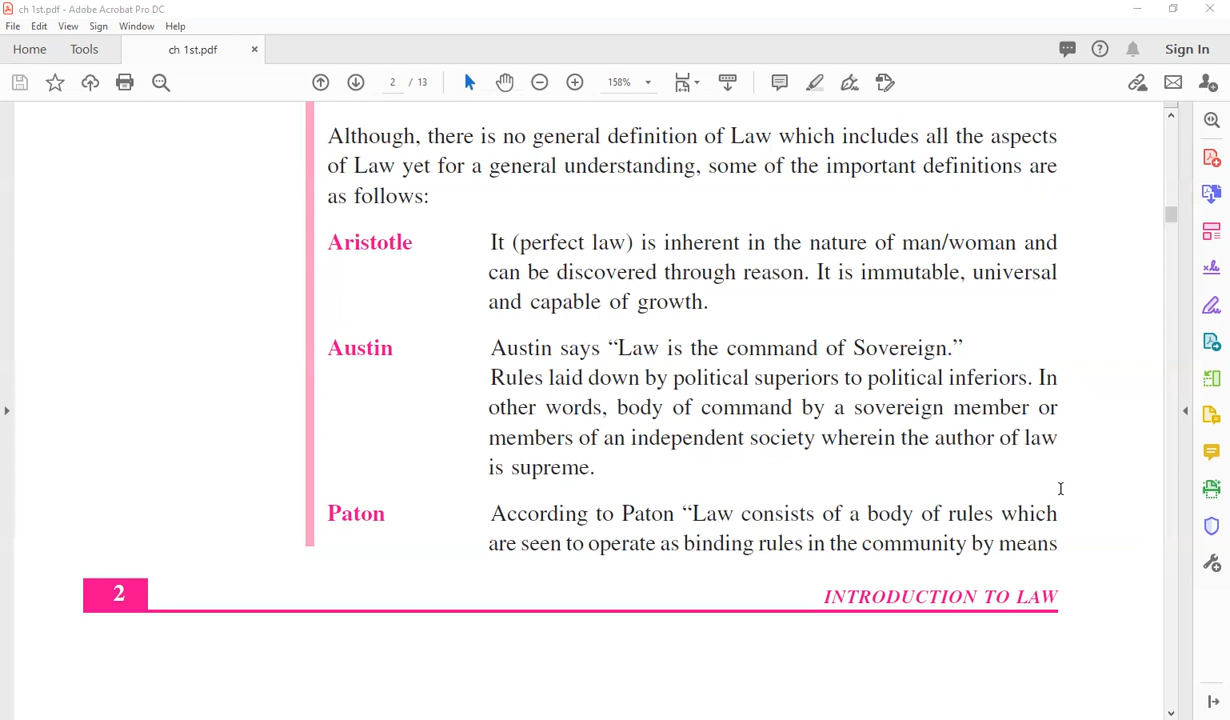 ch 1st.pdf - Adobe Acrobat Pro DC
File Edit View Sign Window Help
Home Tools ch 1st.pdf × Sign In
2 / 13 158%
Although, there is no general definition of Law which includes all the aspects
of Law yet for a general understanding, some of the important definitions are
as follows:
Aristotle It (perfect law) is inherent in the nature of man/woman and
can be discovered through reason. It is immutable, universal
and capable of growth.
Austin Austin says “Law is the command of Sovereign.”
Rules laid down by political superiors to political inferiors. In
other words, body of command by a sovereign member or
members of an independent society wherein the author of law
is supreme.
Paton According to Paton “Law consists of a body of rules which
are seen to operate as binding rules in the community by means
2 INTRODUCTION TO LAW